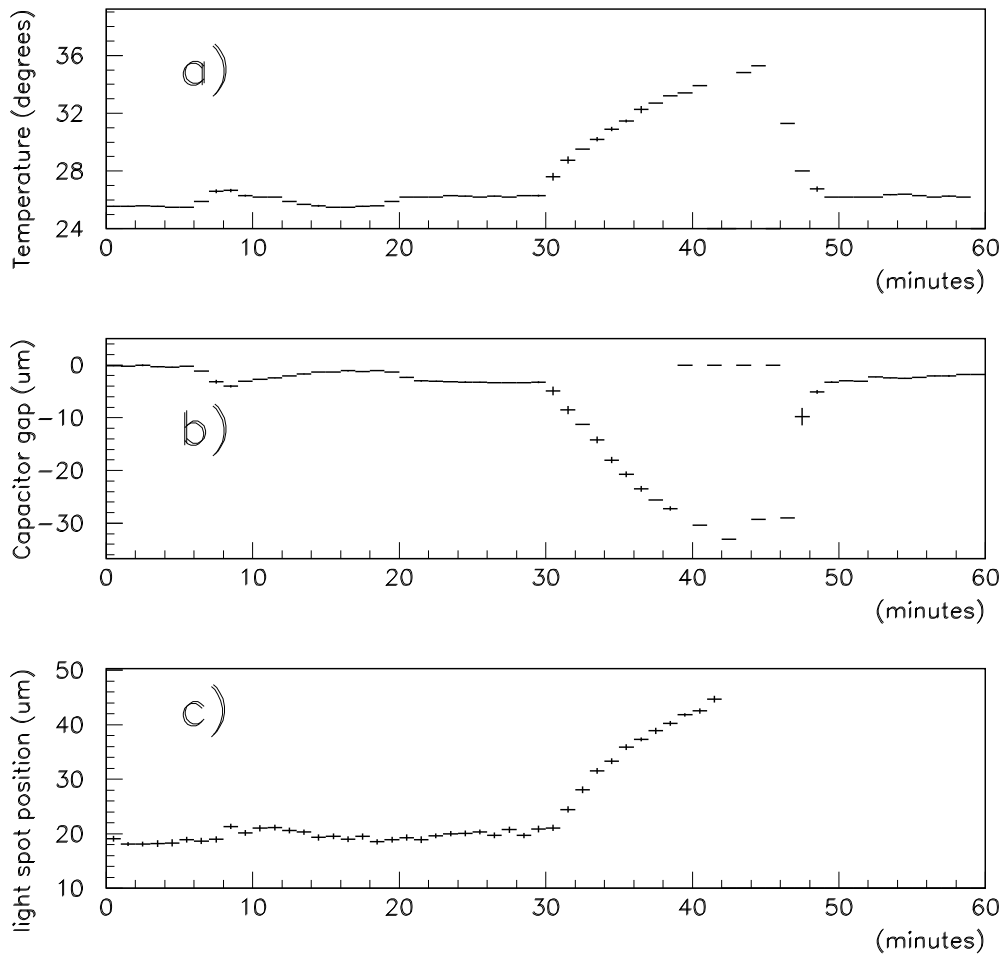 Temperature (degrees)
a)
36
32
28
24
0 10 20 30 40 50 60
(minutes)
Capacitor gap (um)
b)
0
-10
-20
-30
0 10 20 30 40 50 60
(minutes)
light spot position (um)
c)
50
40
30
20
10
0 10 20 30 40 50 60
(minutes)